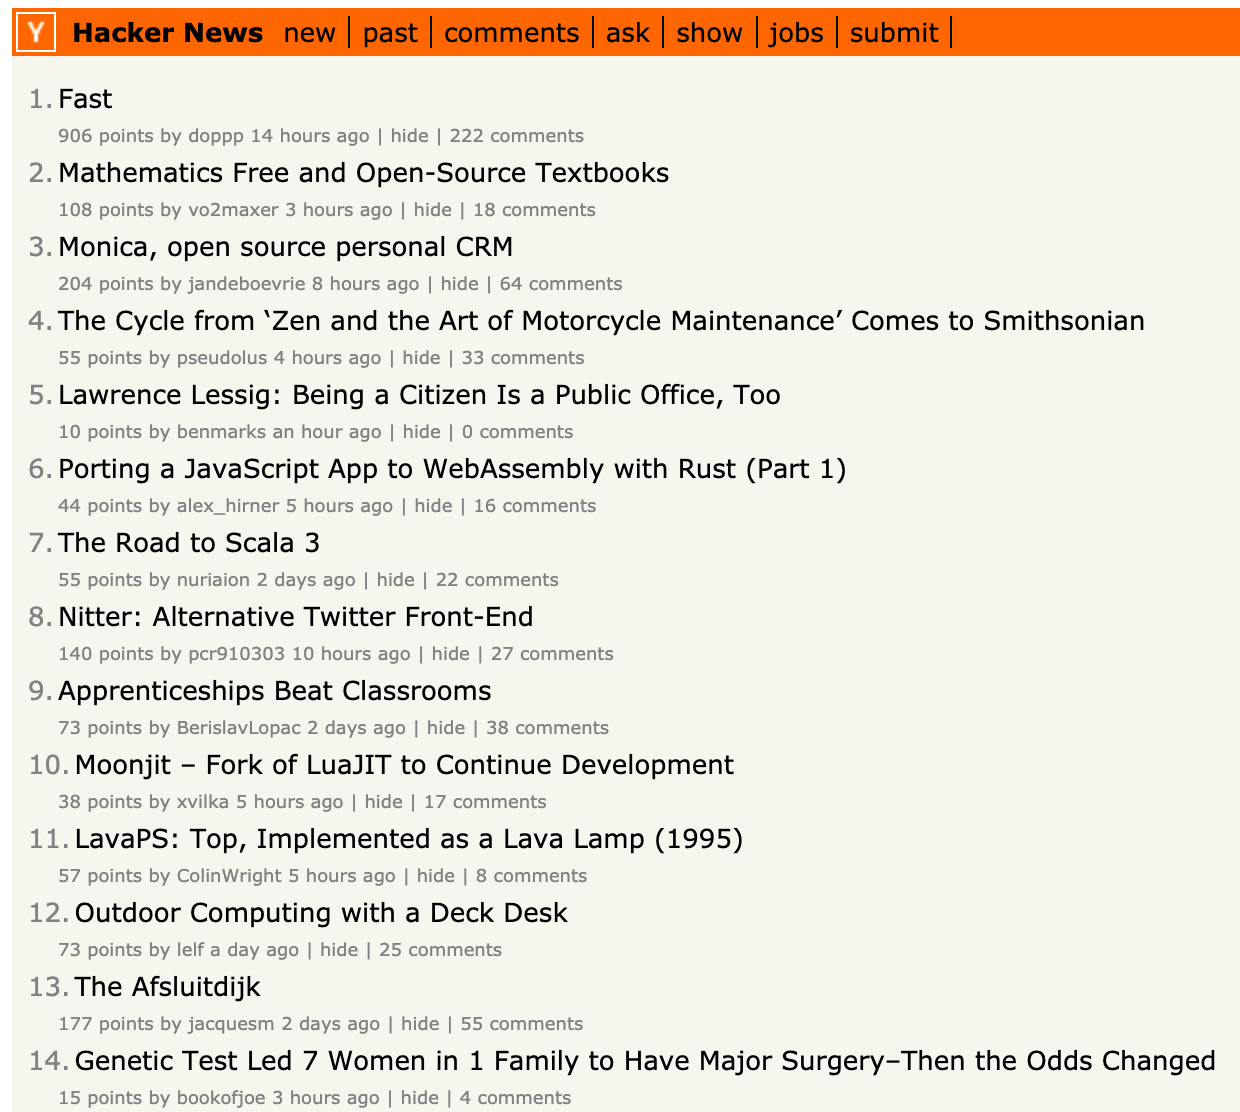 Y Hacker News new | past | comments | ask | show | jobs | submit |
1. Fast
906 points by doppp 14 hours ago | hide | 222 comments
2. Mathematics Free and Open-Source Textbooks
108 points by vo2maxer 3 hours ago | hide | 18 comments
3. Monica, open source personal CRM
204 points by jandeboevrie 8 hours ago | hide | 64 comments
4. The Cycle from ‘Zen and the Art of Motorcycle Maintenance’ Comes to Smithsonian
55 points by pseudolus 4 hours ago | hide | 33 comments
5. Lawrence Lessig: Being a Citizen Is a Public Office, Too
10 points by benmarks an hour ago | hide | 0 comments
6. Porting a JavaScript App to WebAssembly with Rust (Part 1)
44 points by alex_hirner 5 hours ago | hide | 16 comments
7. The Road to Scala 3
55 points by nuriaion 2 days ago | hide | 22 comments
8. Nitter: Alternative Twitter Front-End
140 points by pcr910303 10 hours ago | hide | 27 comments
9. Apprenticeships Beat Classrooms
73 points by BerislavLopac 2 days ago | hide | 38 comments
10. Moonjit – Fork of LuaJIT to Continue Development
38 points by xvilka 5 hours ago | hide | 17 comments
11. LavaPS: Top, Implemented as a Lava Lamp (1995)
57 points by ColinWright 5 hours ago | hide | 8 comments
12. Outdoor Computing with a Deck Desk
73 points by lelf a day ago | hide | 25 comments
13. The Afsluitdijk
177 points by jacquesm 2 days ago | hide | 55 comments
14. Genetic Test Led 7 Women in 1 Family to Have Major Surgery–Then the Odds Changed
15 points by bookofjoe 3 hours ago | hide | 4 comments